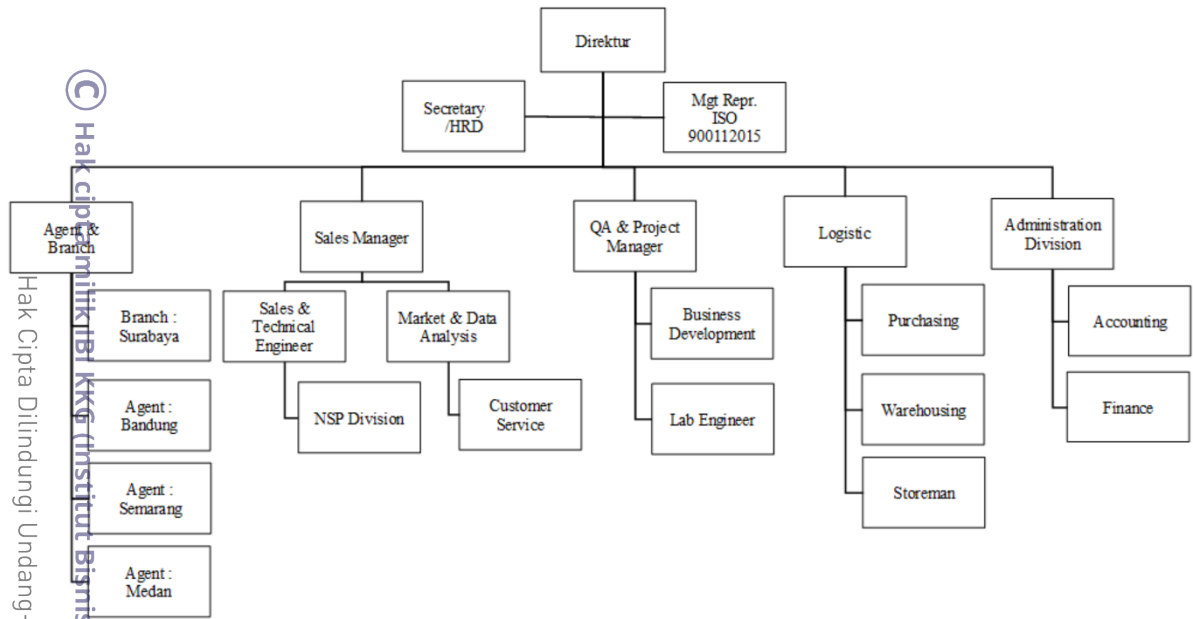 Direktur
Secretary
/HRD
Mgt Repr.
ISO
900112015
Agent &
Branch
Sales Manager
QA & Project
Manager
Logistic
Administration
Division
Branch :
Surabaya
Sales &
Technical
Engineer
Market & Data
Analysis
Business
Development
Purchasing
Accounting
Agent :
Bandung
NSP Division
Customer
Service
Lab Engineer
Warehousing
Finance
Agent :
Semarang
Storeman
Agent :
Medan
© Hak cipta milik IBI KKG (Institut Bisnis
Hak Cipta Dilindungi Undang-